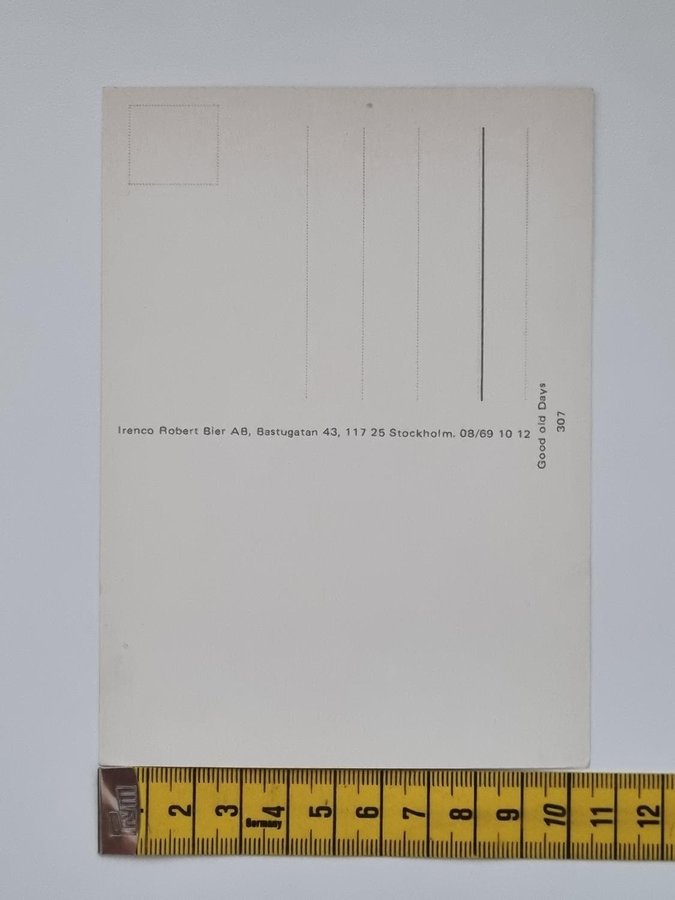 Irenco Robert Bier AB, Bastugatan 43, 117 25 Stockholm. 08/69 10 12
Good old Days
307
2 3 4 5 6 7 8 9 10 11 12
Germany